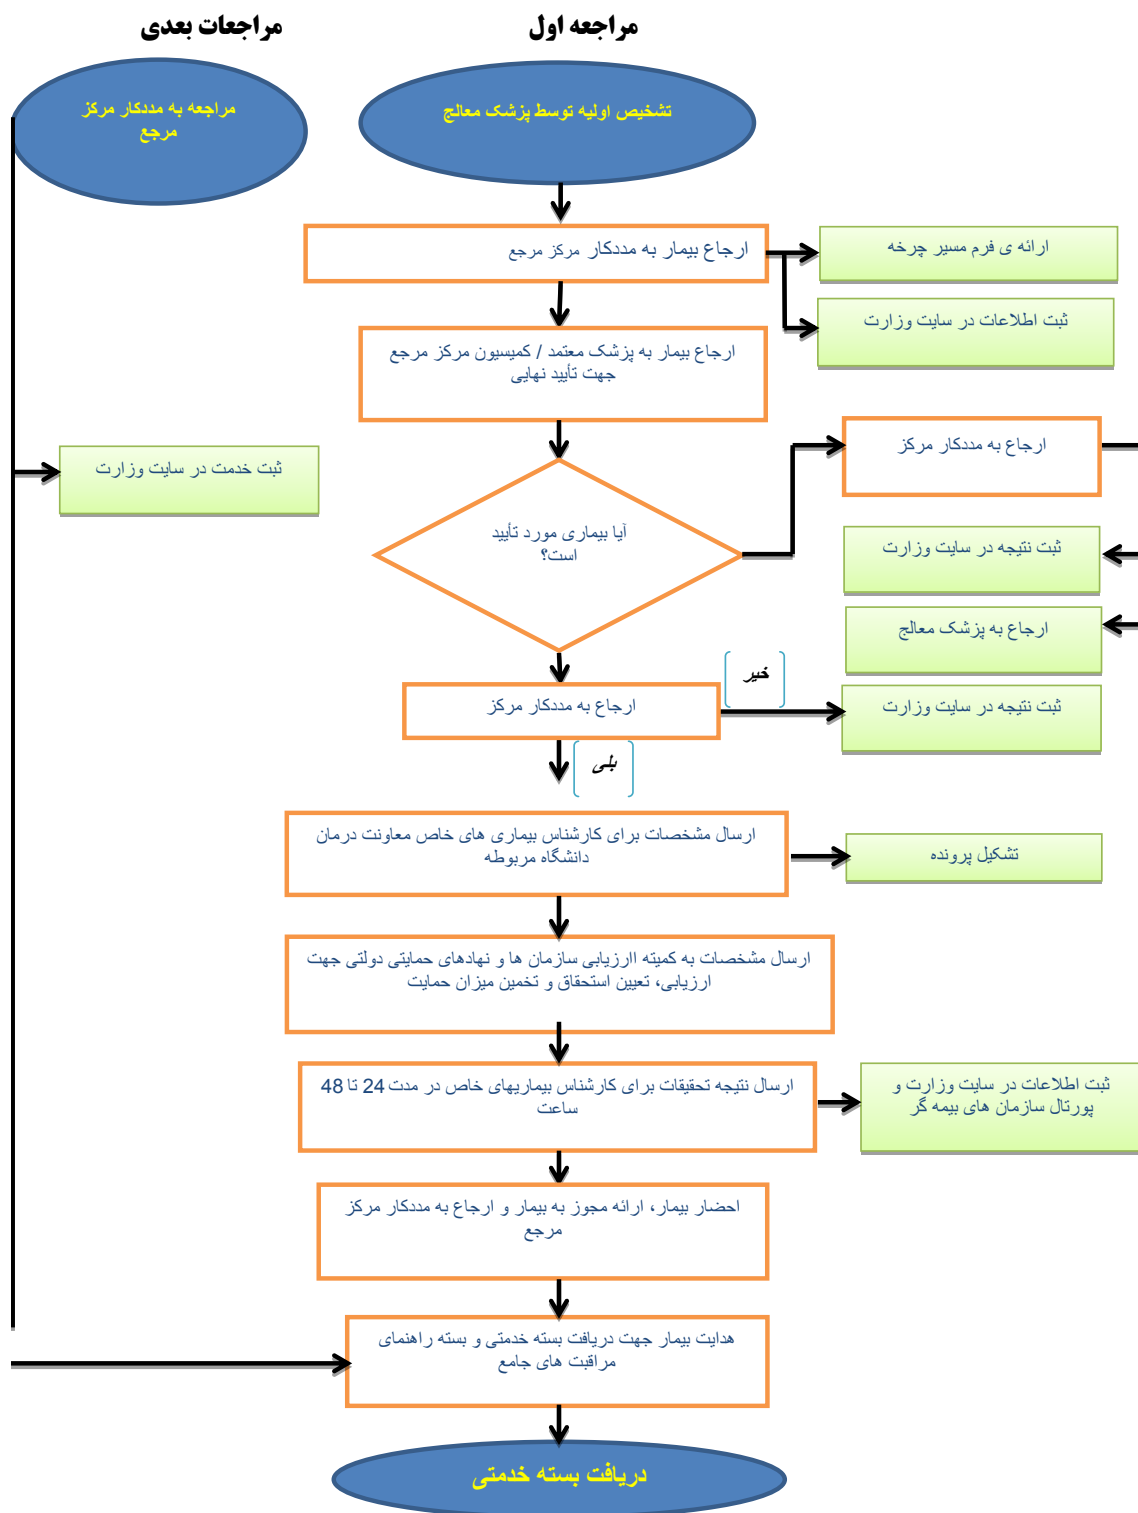 مراجعه اول
مراجعات بعدی
تشخیص اولیه توسط پزشک معالج
مراجعه به مددکار مرکز
مرجع
ارجاع بیمار به مددکار مرکز مرجع
ارائه ی فرم مسیر چرخه
ثبت اطلاعات در سایت وزارت
ارجاع بیمار به پزشک معتمد / کمیسیون مرکز مرجع
جهت تأیید نهایی
ارجاع به مددکار مرکز
ثبت خدمت در سایت وزارت
آیا بیماری مورد تأیید
است؟
ثبت نتیجه در سایت وزارت
ارجاع به پزشک معالج
خیر
ارجاع به مددکار مرکز
ثبت نتیجه در سایت وزارت
بلی
ارسال مشخصات برای کارشناس بیماری های خاص معاونت درمان
دانشگاه مربوطه
تشکیل پرونده
ارسال مشخصات به کمیته اارزیابی سازمان ها و نهادهای حمایتی دولتی جهت
ارزیابی، تعیین استحقاق و تخمین میزان حمایت
ارسال نتیجه تحقیقات برای کارشناس بیماریهای خاص در مدت 24 تا 48
ساعت
ثبت اطلاعات در سایت وزارت و
پورتال سازمان های بیمه گر
احضار بیمار، ارائه مجوز به بیمار و ارجاع به مددکار مرکز
مرجع
هدایت بیمار جهت دریافت بسته خدمتی و بسته راهنمای
مراقبت های جامع
دریافت بسته خدمتی